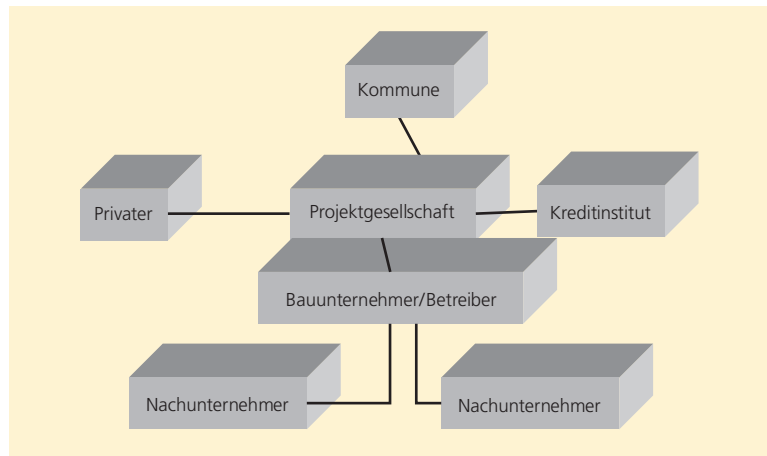 Kommune
Privater
Projektgesellschaft
Kreditinstitut
Bauunternehmer/Betreiber
Nachunternehmer
Nachunternehmer